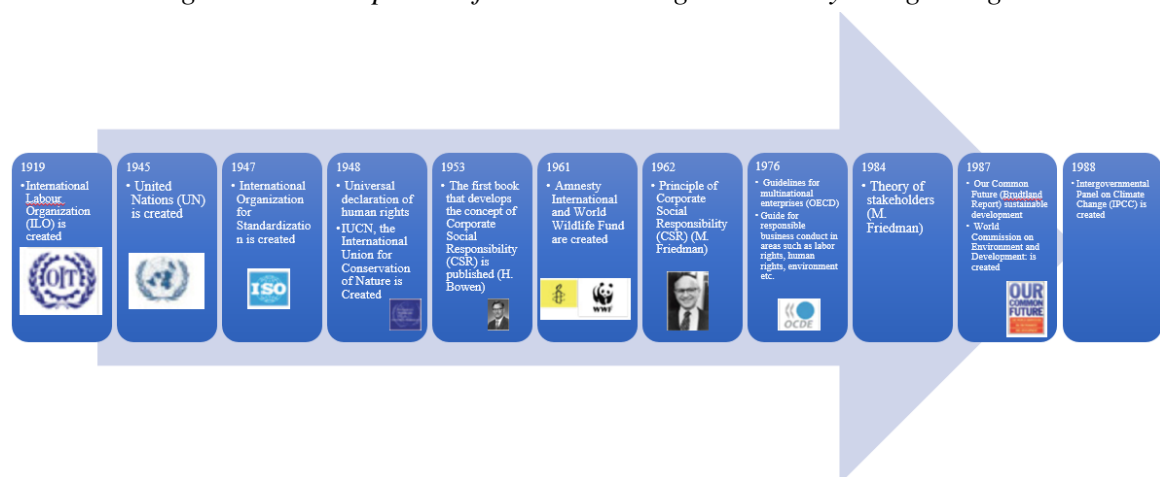 1919
• International
Labour
Organization
(ILO) is
created
OIT
1945
• United
Nations (UN)
is created
1947
• International
Organization
for
Standardizatio
n is created
ISO
1948
• Universal
declaration of
human rights
• IUCN, the
International
Union for
Conservation
of Nature is
Created
1953
• The first book
that develops
the concept of
Corporate
Social
Responsibility
(CSR) is
published (H.
Bowen)
1961
• Amnesty
International
and World
Wildlife Fund
are created
WWF
1962
• Principle of
Corporate
Social
Responsibility
(CSR) (M.
Friedman)
1976
• Guidelines for
multinational
enterprises (OECD)
• Guide for
responsible
business conduct in
areas such as labor
rights, human
rights, environment
etc.
OCDE
1984
• Theory of
stakeholders
(M.
Friedman)
1987
• Our Common
Future (Brudtland
Report) sustainable
development
• World
Commission on
Environment and
Development: is
created
OUR
COMMON
FUTURE
1988
• Intergovernmental
Panel on Climate
Change (IPCC) is
created